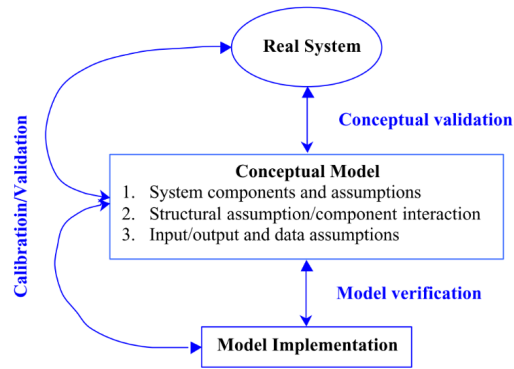 Real System
Conceptual validation
Conceptual Model
1. System components and assumptions
2. Structural assumption/component interaction
3. Input/output and data assumptions
Calibratioin/Validation
Model verification
Model Implementation